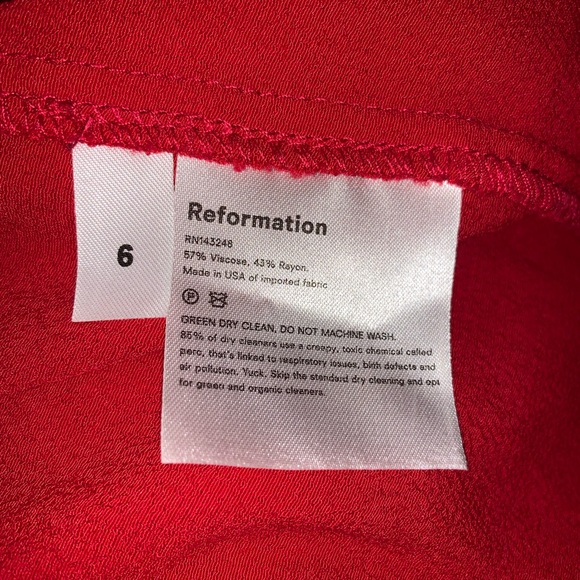 6
Reformation
RN143248
57% Viscose, 43% Rayon.
Made in USA of imported fabric
P
GREEN DRY CLEAN, DO NOT MACHINE WASH.
85% of dry cleaners use a creepy, toxic chemical called
perc, that's linked to respiratory issues, birth defects and
air pollution. Yuck. Skip the standard dry cleaning and opt
for green and organic cleaners.